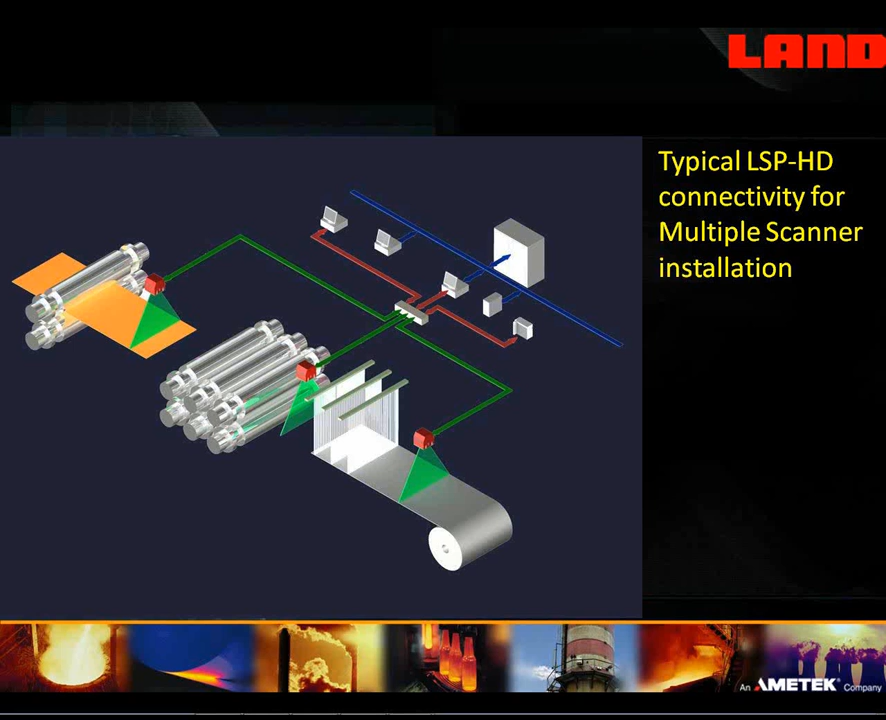 LAND
Typical LSP-HD
connectivity for
Multiple Scanner
installation
An AMETEK® Company